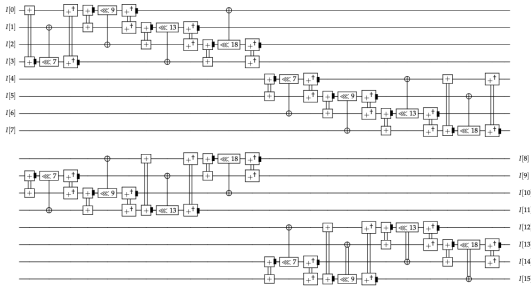 I[0] + +† + ⋘ 9 +†
I[1] + +† + ⋘ 13 +†
I[2] + +† + ⋘ 18 +†
I[3] + ⋘ 7 +† + +†
I[4] + ⋘ 7 +† + +†
I[5] + +† + ⋘ 9 +†
I[6] + +† + ⋘ 13 +†
I[7] + +† + ⋘ 18 +†
+ +† + ⋘ 18 +† I[8]
+ ⋘ 7 +† + +† I[9]
+ +† + ⋘ 9 +† I[10
+ +† + ⋘ 13 +† I[11
+ +† + ⋘ 13 +† I[12
+ +† + ⋘ 18 +† I[13
+ ⋘ 7 +† + +† I[14
+ +† + ⋘ 9 +† I[15